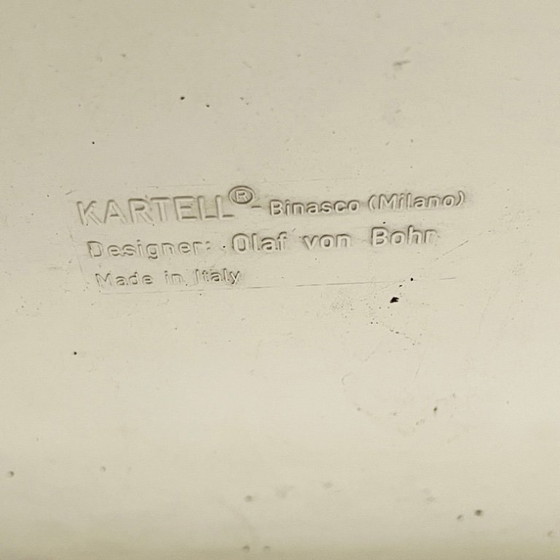 KARTELL® - Binasco (Milano)
Designer: Olaf von Bohr
Made in Italy